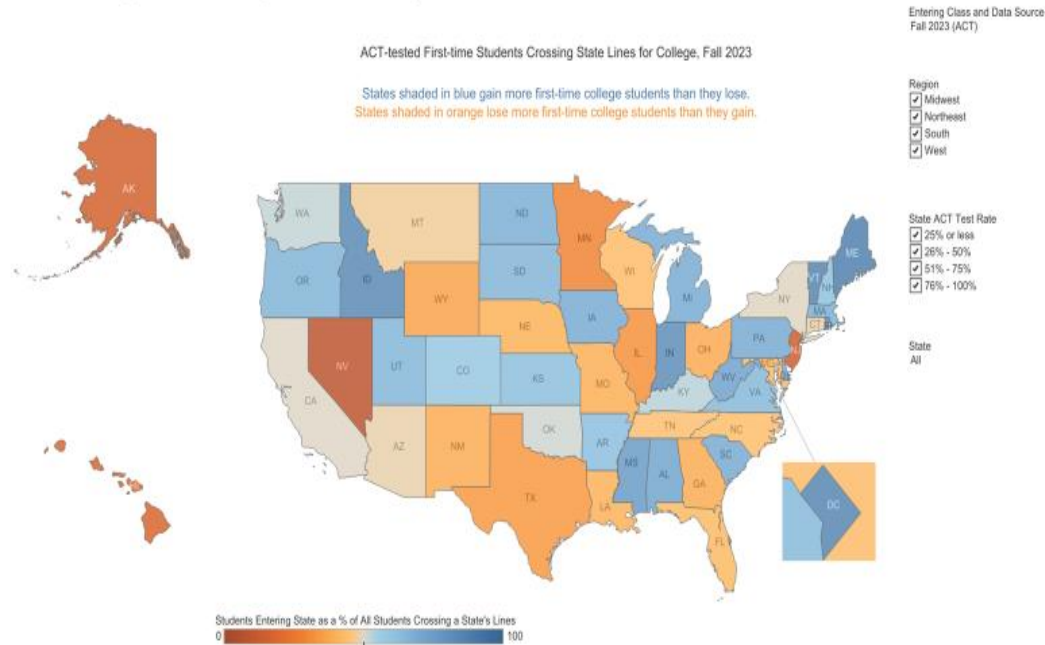 Entering Class and Data Source
Fall 2023 (ACT)
ACT-tested First-time Students Crossing State Lines for College, Fall 2023
States shaded in blue gain more first-time college students than they lose.
States shaded in orange lose more first-time college students than they gain.
Region
Midwest
Northeast
South
West
State ACT Test Rate
25% or less
26% - 50%
51% - 75%
76% - 100%
State
All
AK
WA
MT
ND
MN
OR
ID
WY
SD
WI
MI
NY
VT
NH
ME
MA
CT
NV
UT
CO
NE
IA
IL
IN
OH
PA
NJ
CA
AZ
NM
KS
MO
KY
WV
VA
OK
AR
TN
NC
TX
LA
MS
AL
GA
SC
FL
DC
Students Entering State as a % of All Students Crossing a State's Lines
0
100